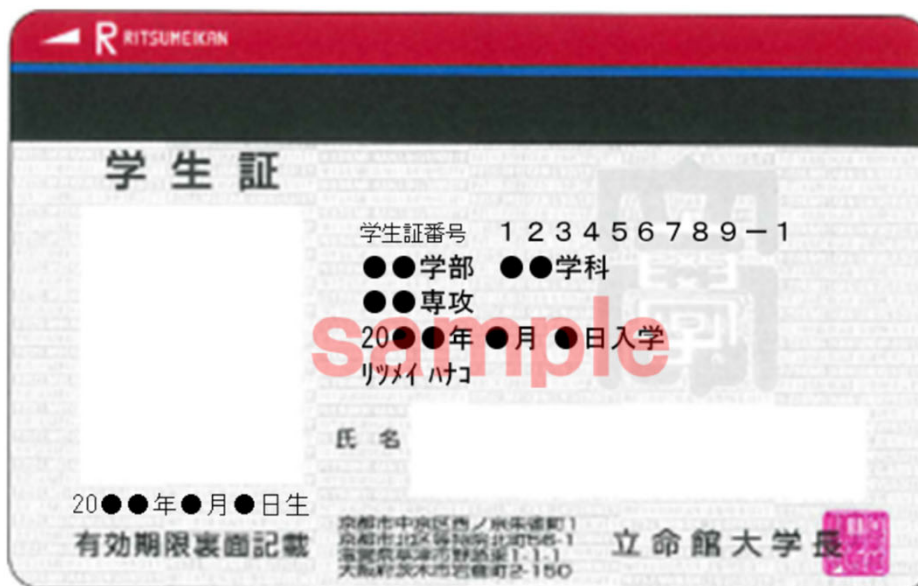 RITSUMEIKAN
学生証
学生証番号 123456789-1
●●学部 ●●学科
●●専攻
20●●年 ●月 ●日入学
sample
リツメイ ハナコ
氏 名
20●●年●月●日生
有効期限裏面記載
京都市中京区西ノ京朱雀町1
京都市北区等持院北町56-1
滋賀県草津市野路東1-1-1
大阪府茨木市岩倉町2-150
立命館大学長